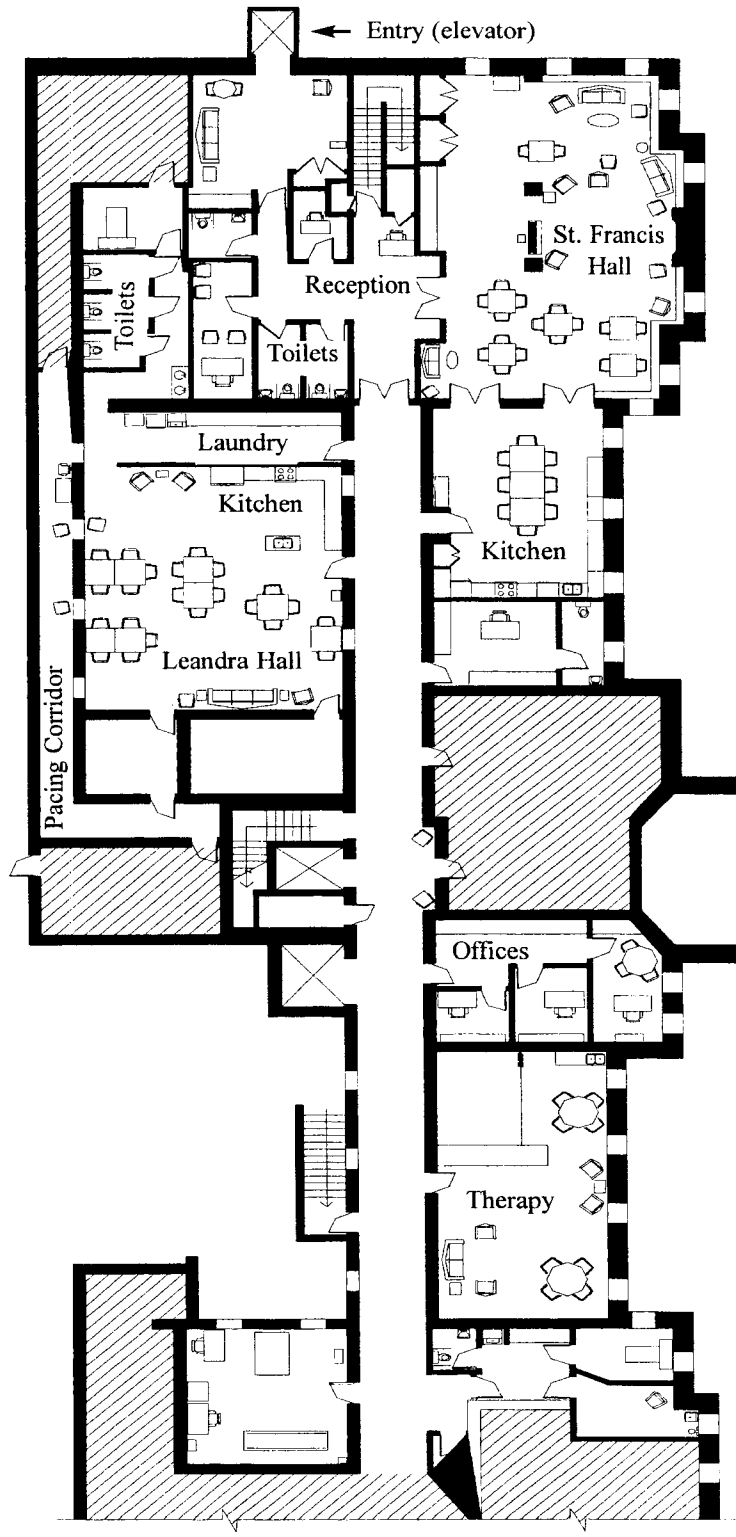 Entry (elevator)
St. Francis
Hall
Reception
Toilets
Toilets
Laundry
Kitchen
Kitchen
Leandra Hall
Pacing Corridor
Offices
Therapy